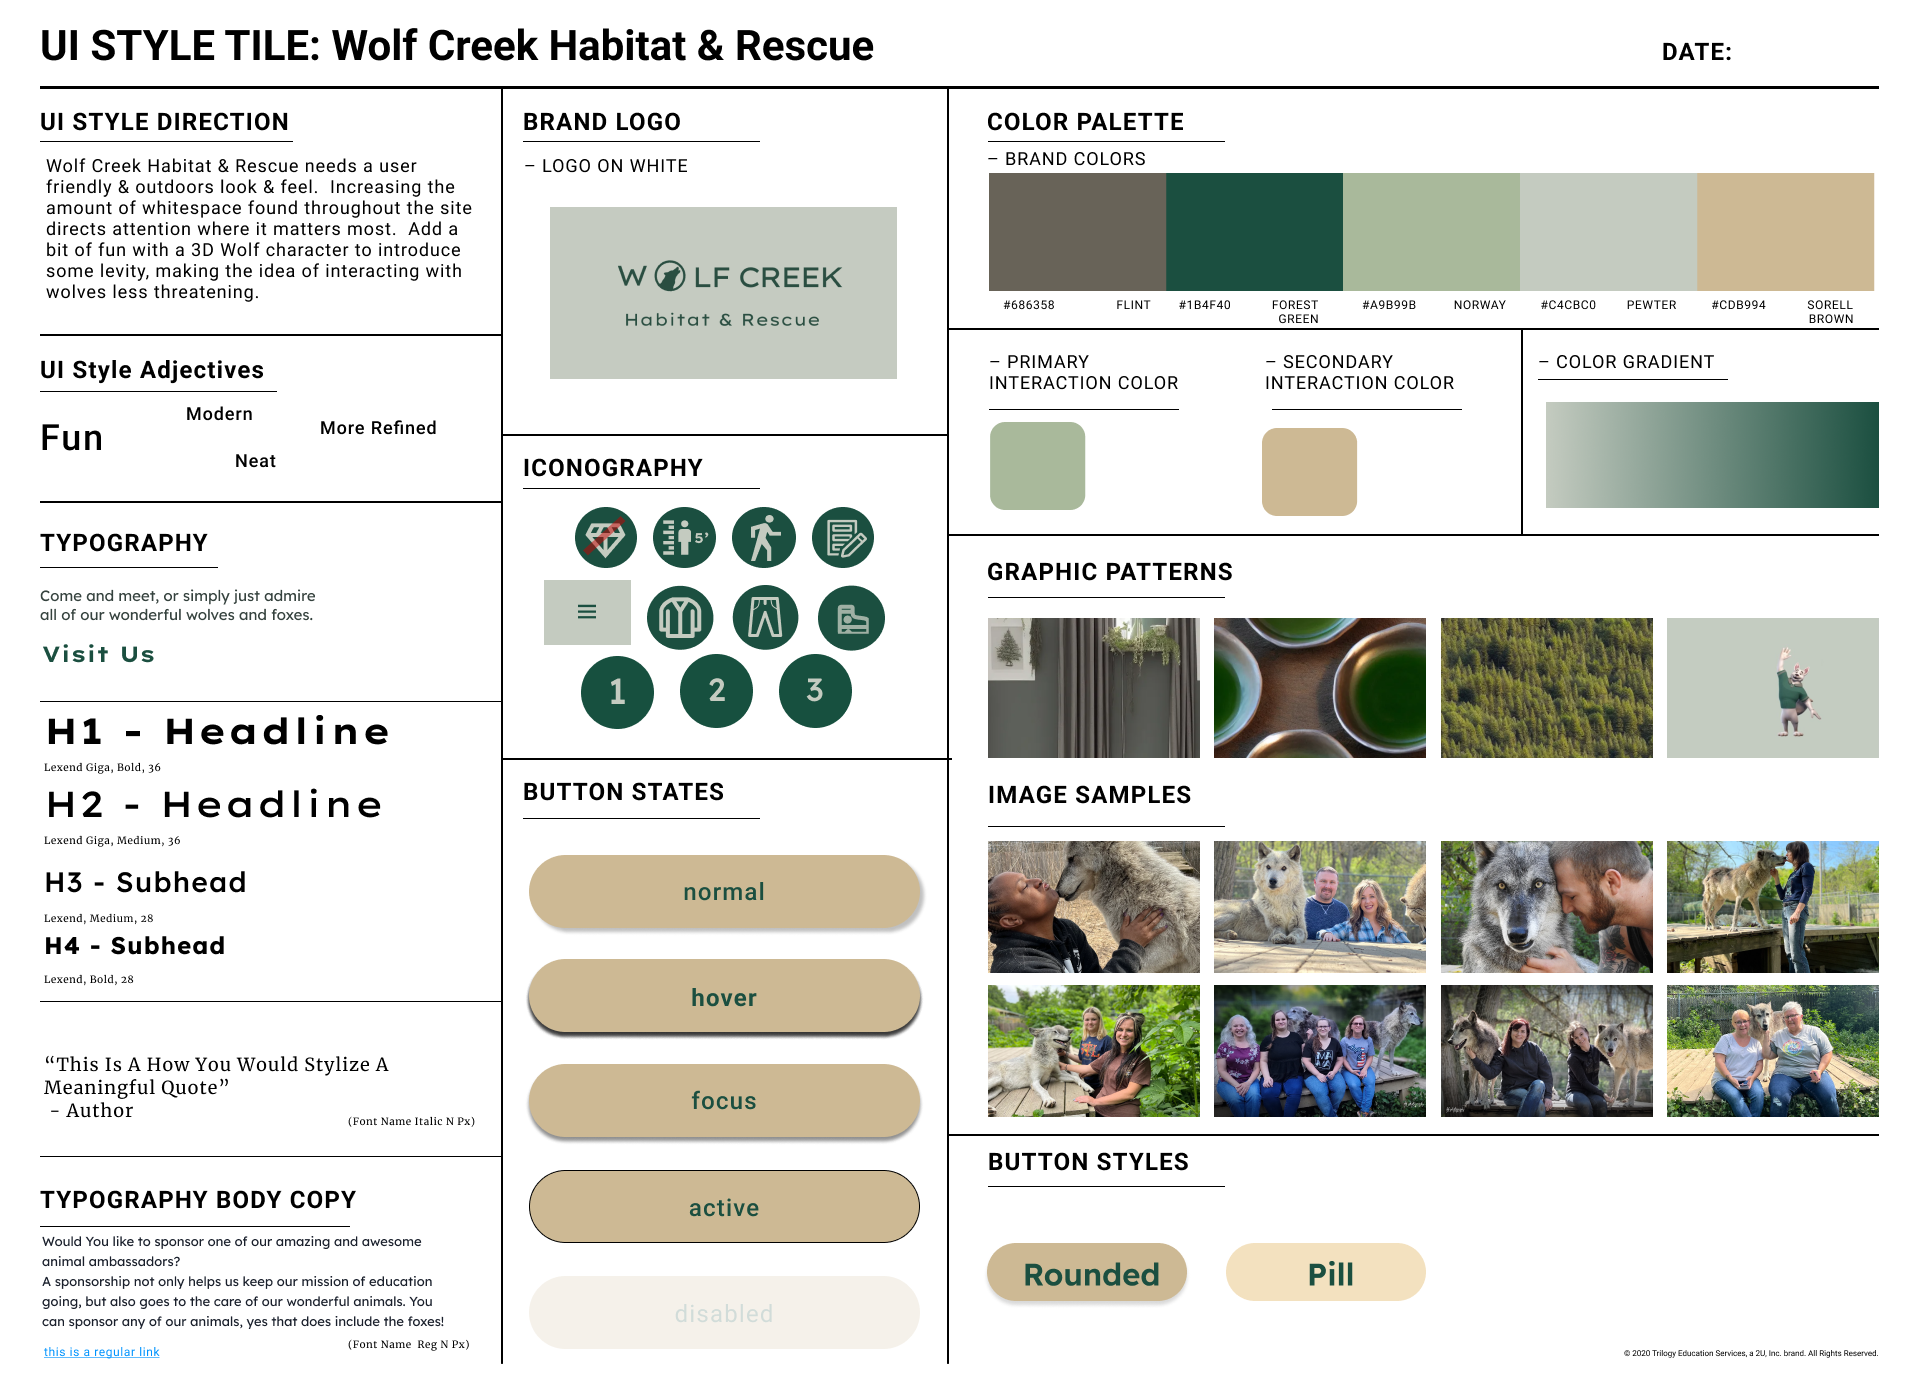 UI STYLE TILE: Wolf Creek Habitat & Rescue
DATE:
UI STYLE DIRECTION
Wolf Creek Habitat & Rescue needs a user
friendly & outdoors look & feel.  Increasing the
amount of whitespace found throughout the site
directs attention where it matters most.  Add a
bit of fun with a 3D Wolf character to introduce
some levity, making the idea of interacting with
wolves less threatening.
UI Style Adjectives
Fun
Modern
More Refined
Neat
TYPOGRAPHY
Come and meet, or simply just admire
all of our wonderful wolves and foxes.
Visit Us
H1 - Headline
Lexend Giga, Bold, 36
H2 - Headline
Lexend Giga, Medium, 36
H3 - Subhead
Lexend, Medium, 28
H4 - Subhead
Lexend, Bold, 28
“This Is A How You Would Stylize A
Meaningful Quote”
- Author
(Font Name Italic N Px)
TYPOGRAPHY BODY COPY
Would You like to sponsor one of our amazing and awesome
animal ambassadors?
A sponsorship not only helps us keep our mission of education
going, but also goes to the care of our wonderful animals. You
can sponsor any of our animals, yes that does include the foxes!
(Font Name  Reg N Px)
this is a regular link
BRAND LOGO
– LOGO ON WHITE
W LF CREEK
Habitat & Rescue
ICONOGRAPHY
5’
1
2
3
BUTTON STATES
normal
hover
focus
active
disabled
COLOR PALETTE
– BRAND COLORS
#686358 FLINT
#1B4F40 FOREST GREEN
#A9B99B NORWAY
#C4CBC0 PEWTER
#CDB994 SORELL BROWN
– PRIMARY
INTERACTION COLOR
– SECONDARY
INTERACTION COLOR
– COLOR GRADIENT
GRAPHIC PATTERNS
IMAGE SAMPLES
BUTTON STYLES
Rounded
Pill
© 2020 Trilogy Education Services, a 2U, Inc. brand. All Rights Reserved.